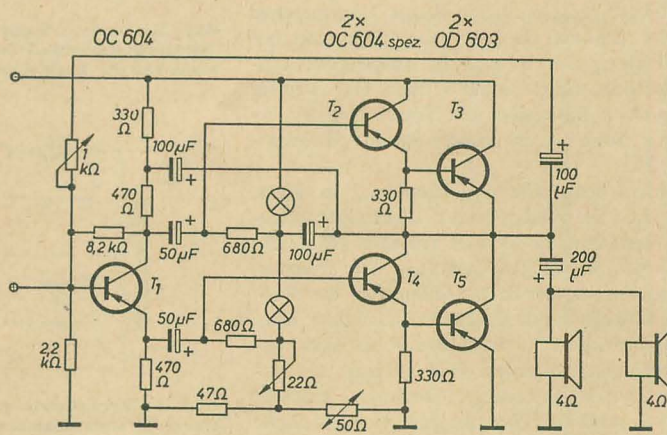 OC 604
2×
OC 604 spez.
2×
OD 603
330
Ω
1
kΩ
100µF
+
470
Ω
+
8,2kΩ
50µF
680Ω
+
100µF
T₁
T₂
T₃
330
Ω
+
100
µF
200
µF
+
T₄
T₅
50µF
+
680Ω
2,2
kΩ
470
Ω
47Ω
22Ω
50Ω
330Ω
4Ω
4Ω